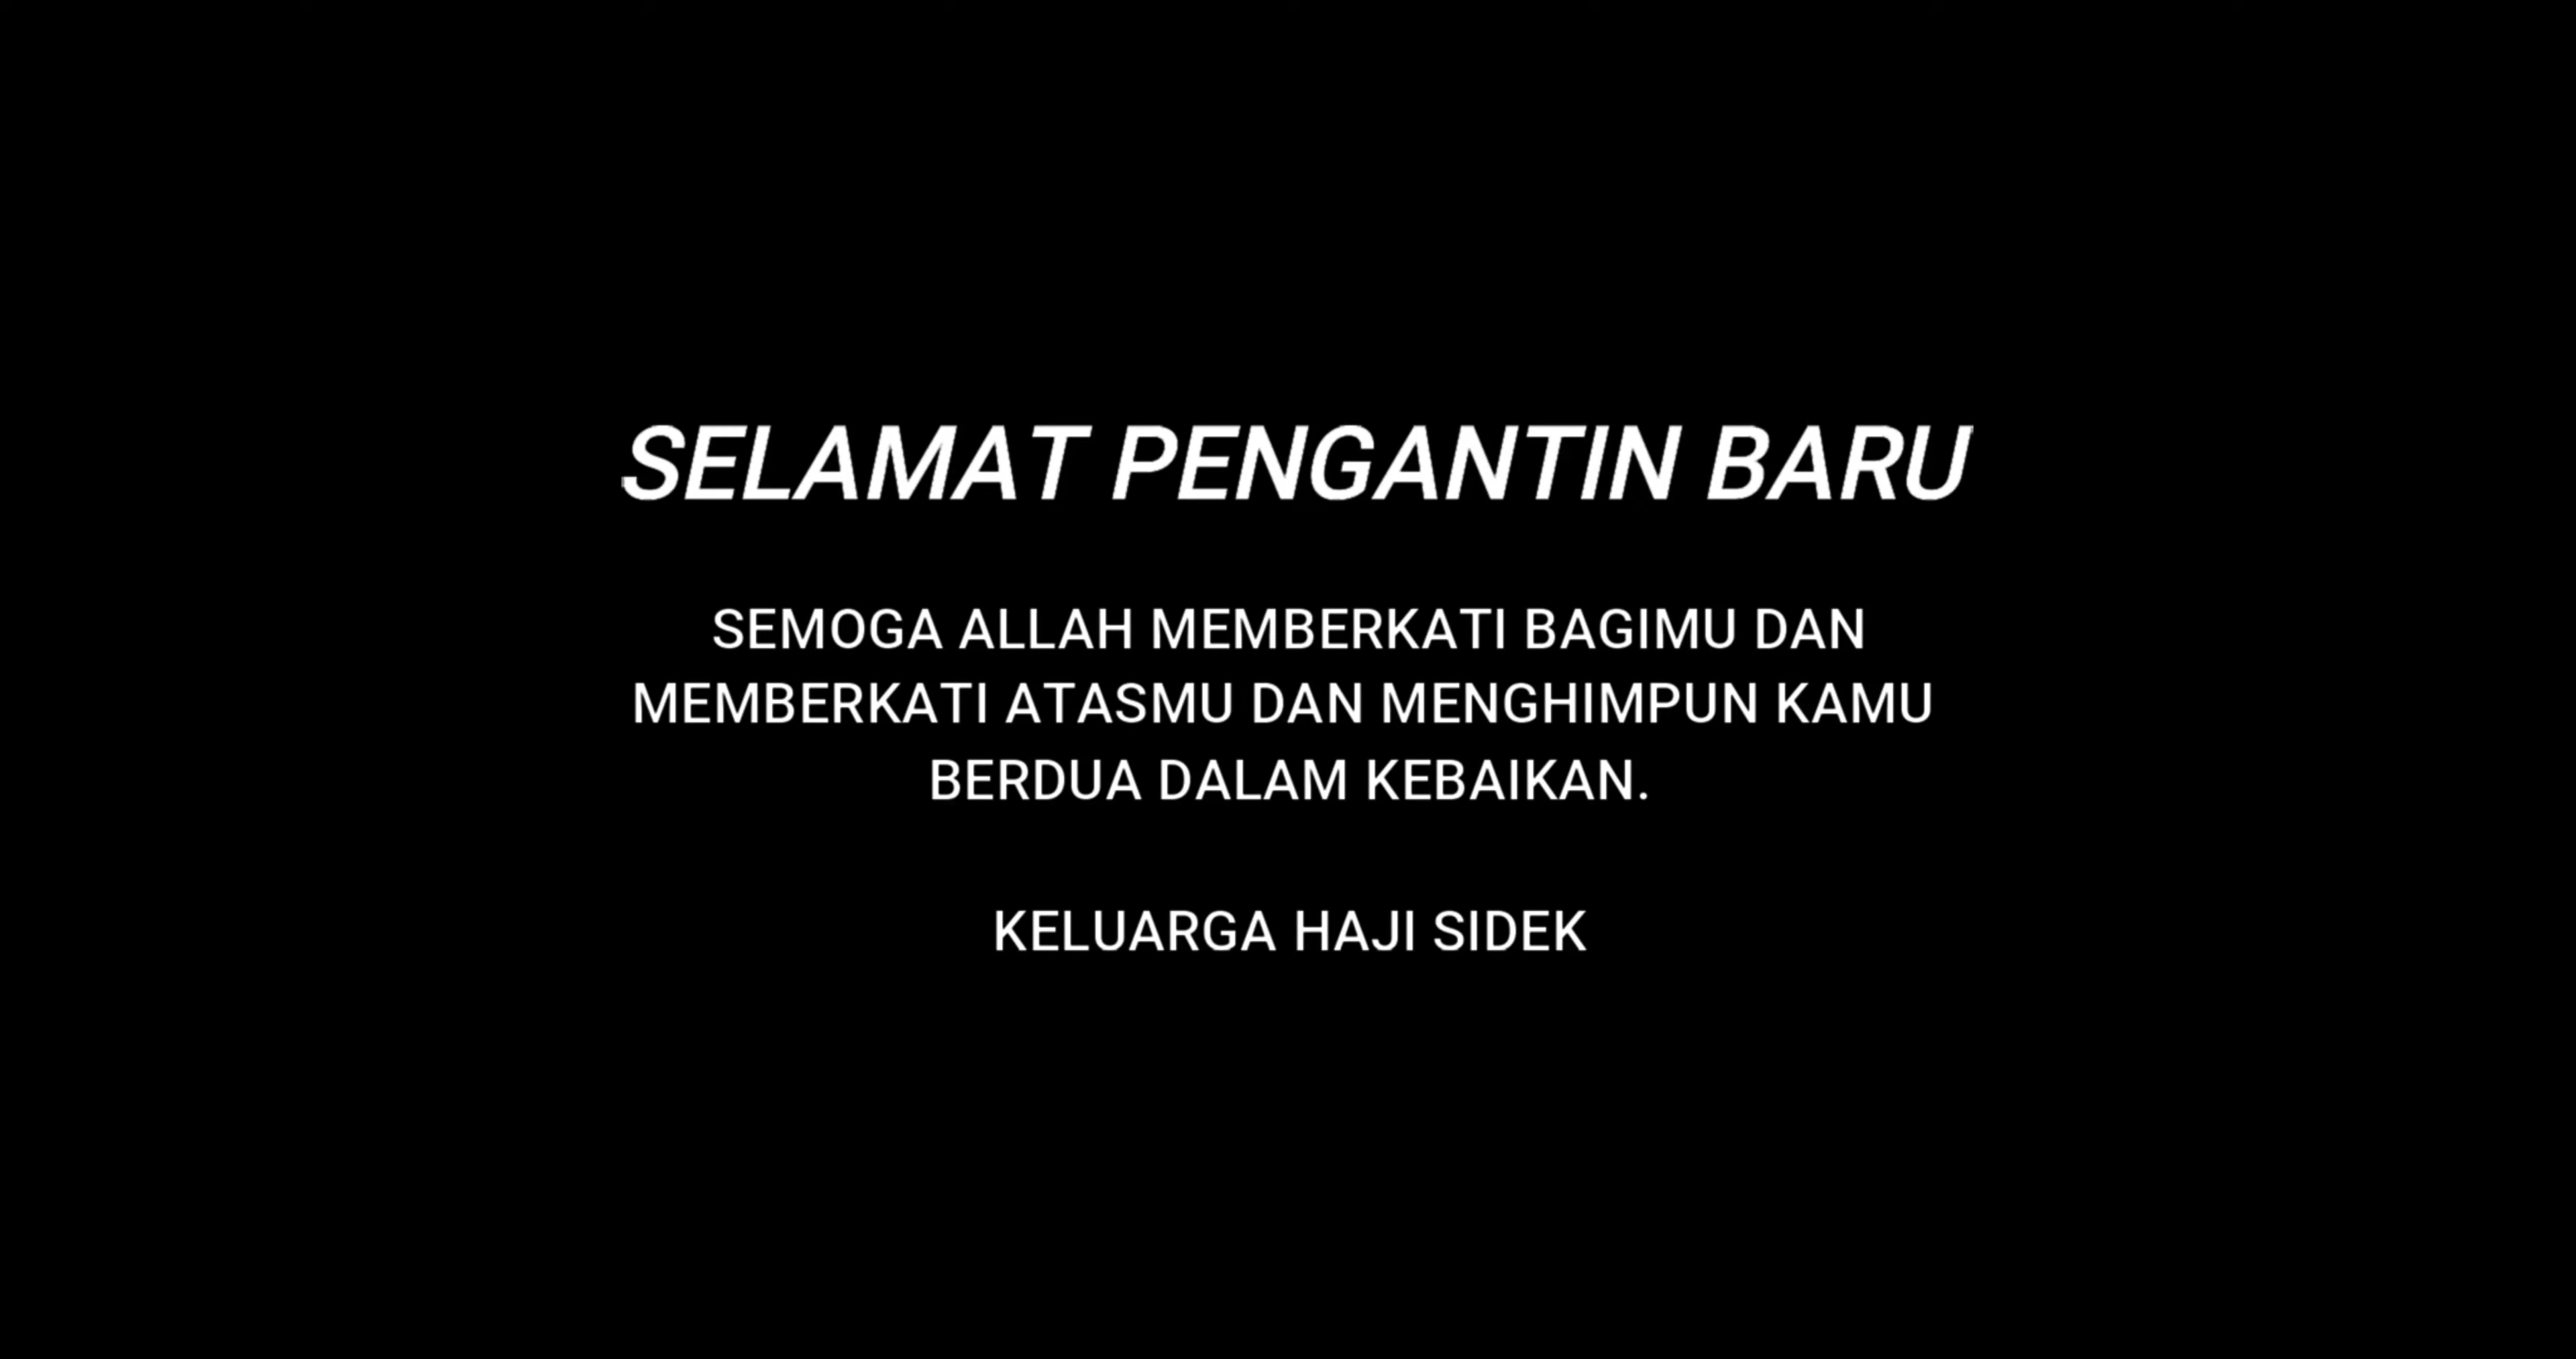 SELAMAT PENGANTIN BARU
SEMOGA ALLAH MEMBERKATI BAGIMU DAN
MEMBERKATI ATASMU DAN MENGHIMPUN KAMU
BERDUA DALAM KEBAIKAN.
KELUARGA HAJI SIDEK